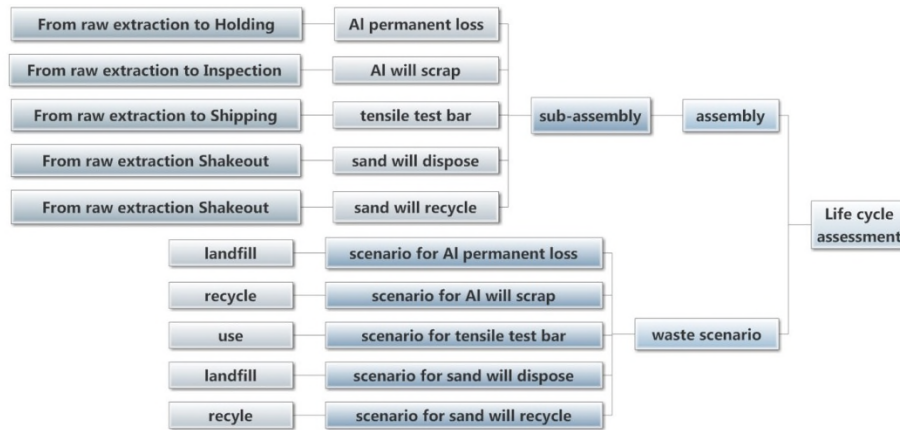 From raw extraction to Holding
Al permanent loss
From raw extraction to Inspection
Al will scrap
From raw extraction to Shipping
tensile test bar
sub-assembly
assembly
From raw extraction Shakeout
sand will dispose
From raw extraction Shakeout
sand will recycle
Life cycle
assessment
landfill
scenario for Al permanent loss
recycle
scenario for Al will scrap
use
scenario for tensile test bar
waste scenario
landfill
scenario for sand will dispose
recyle
scenario for sand will recycle